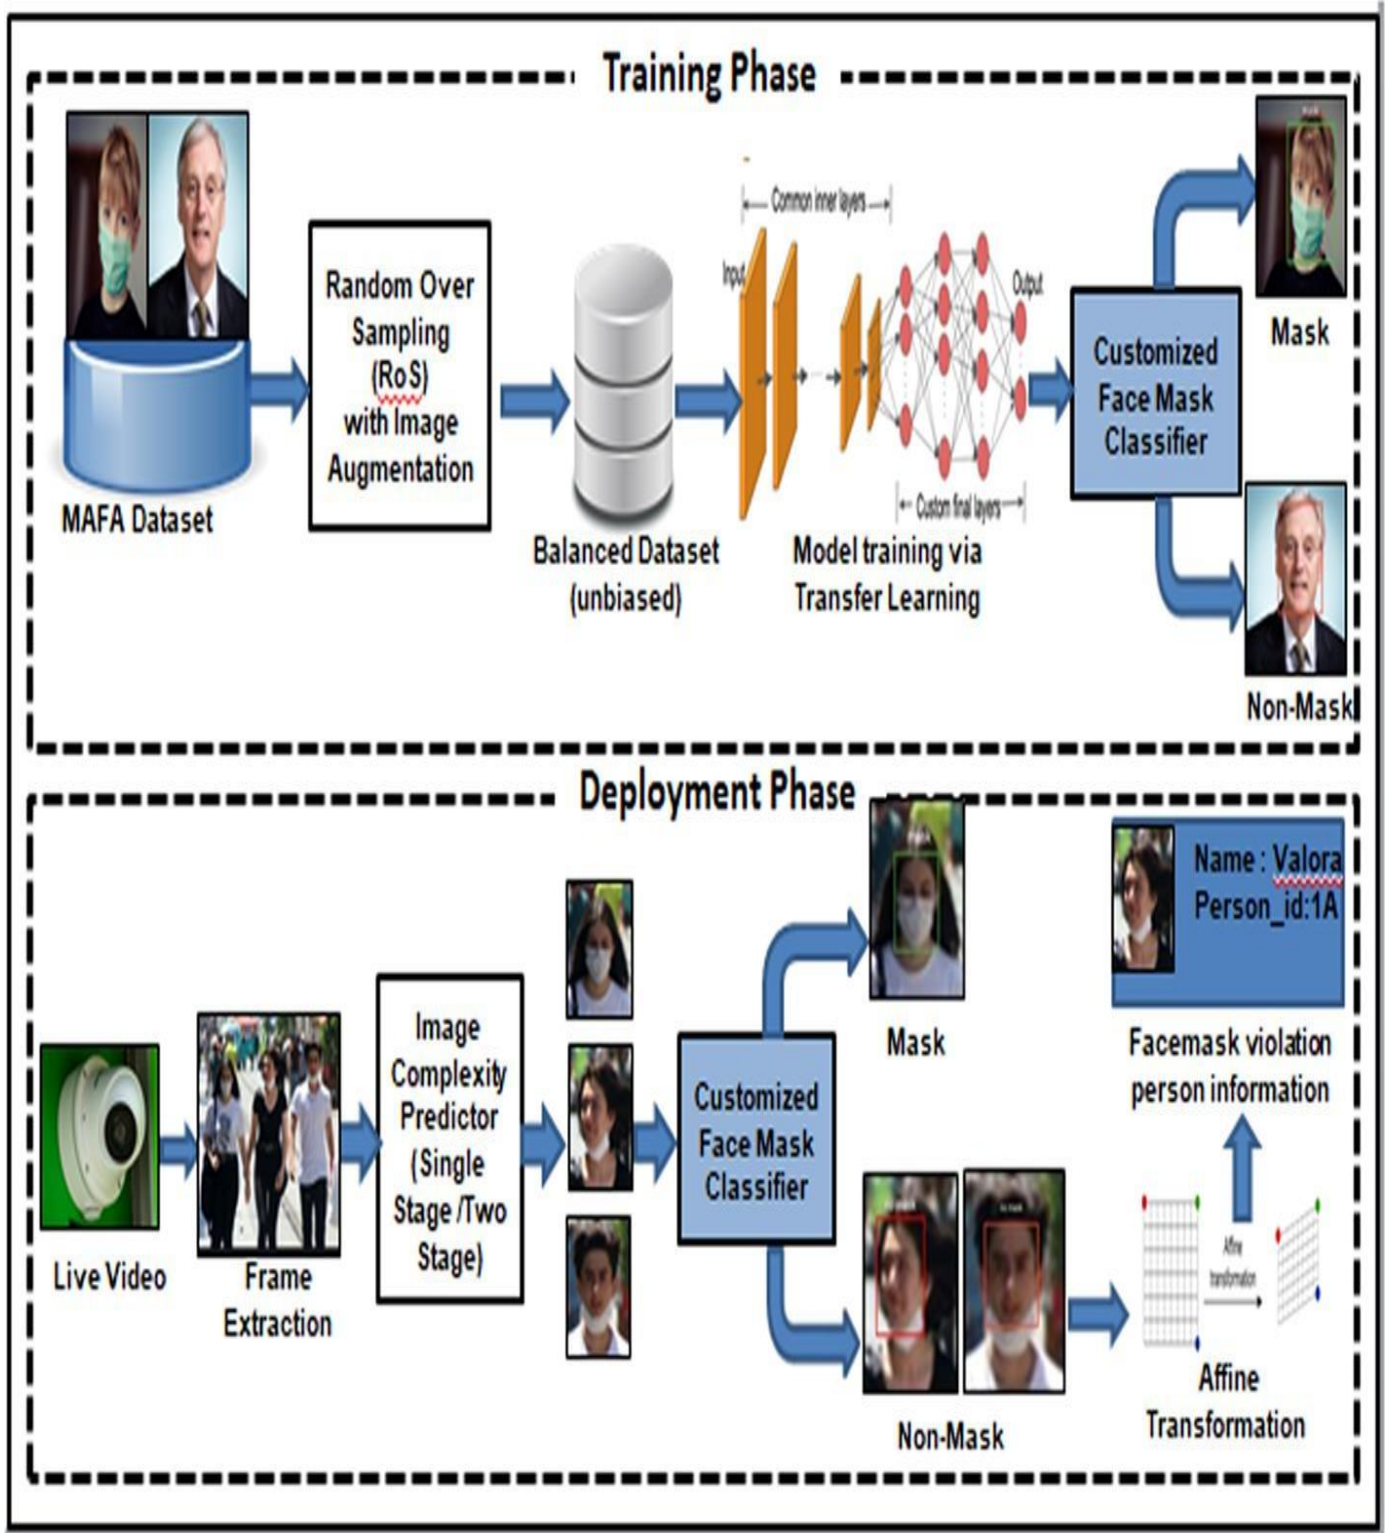 Training Phase
MAFA Dataset
Random Over
Sampling
(RoS)
with Image
Augmentation
Balanced Dataset
(unbiased)
Common inner layers
Input
Output
Custom final layers
Model training via
Transfer Learning
Customized
Face Mask
Classifier
Mask
Non-Mask
Deployment Phase
Live Video
Frame
Extraction
Image
Complexity
Predictor
(Single
Stage /Two
Stage)
Customized
Face Mask
Classifier
Mask
Non-Mask
Affine
transformation
Affine
Transformation
Name : Valora
Person_id:1A
Facemask violation
person information